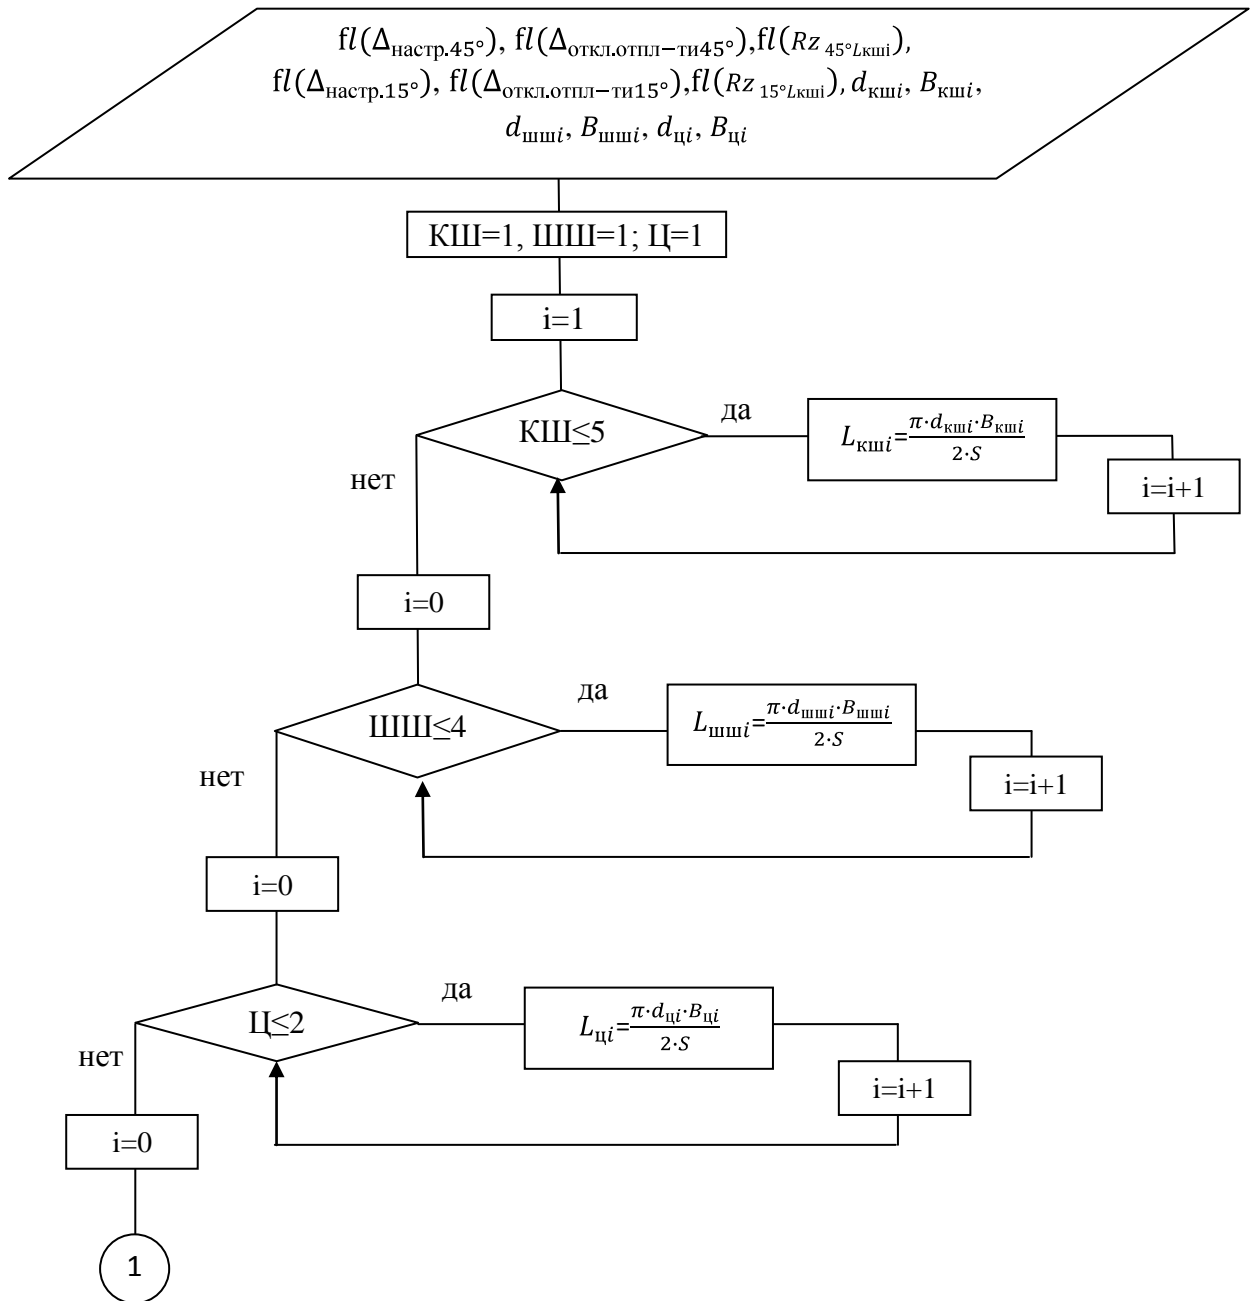 fl(Δнастр.45°), fl(Δоткл.отпл−ти45°),fl(Rz 45°Lкшi),
fl(Δнастр.15°), fl(Δоткл.отпл−ти15°),fl(Rz 15°Lкшi), dкшi, Bкшi,
dшшi, Bшшi, dцi, Bцi
КШ=1, ШШ=1; Ц=1
i=1
КШ≤5
да
Lкшi=π·dкшi·Bкшi/2·S
i=i+1
нет
i=0
ШШ≤4
да
Lшшi=π·dшшi·Bшшi/2·S
i=i+1
нет
i=0
Ц≤2
да
Lцi=π·dцi·Bцi/2·S
i=i+1
нет
i=0
1